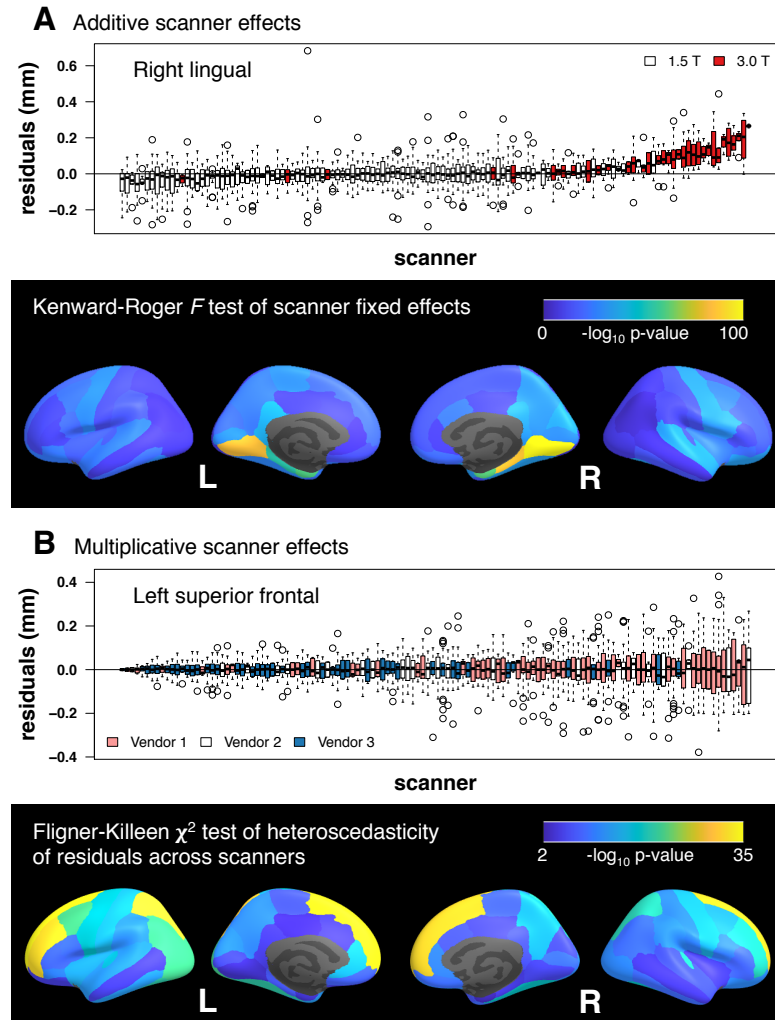 A Additive scanner effects
Right lingual
1.5 T 3.0 T
residuals (mm)
0.6
0.4
0.2
0.0
−0.2
scanner
Kenward-Roger F test of scanner fixed effects
0 -log10 p-value 100
L R
B Multiplicative scanner effects
Left superior frontal
residuals (mm)
0.4
0.2
0.0
−0.2
−0.4
Vendor 1 Vendor 2 Vendor 3
scanner
Fligner-Killeen χ² test of heteroscedasticity
of residuals across scanners
2 -log10 p-value 35
L R